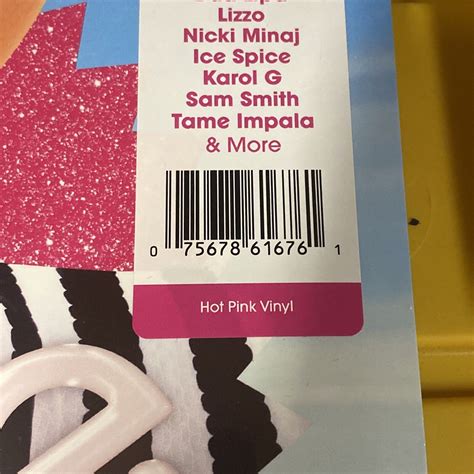 Lizzo
Nicki Minaj
Ice Spice
Karol G
Sam Smith
Tame Impala
& More
0 75678 61676 1
Hot Pink Vinyl